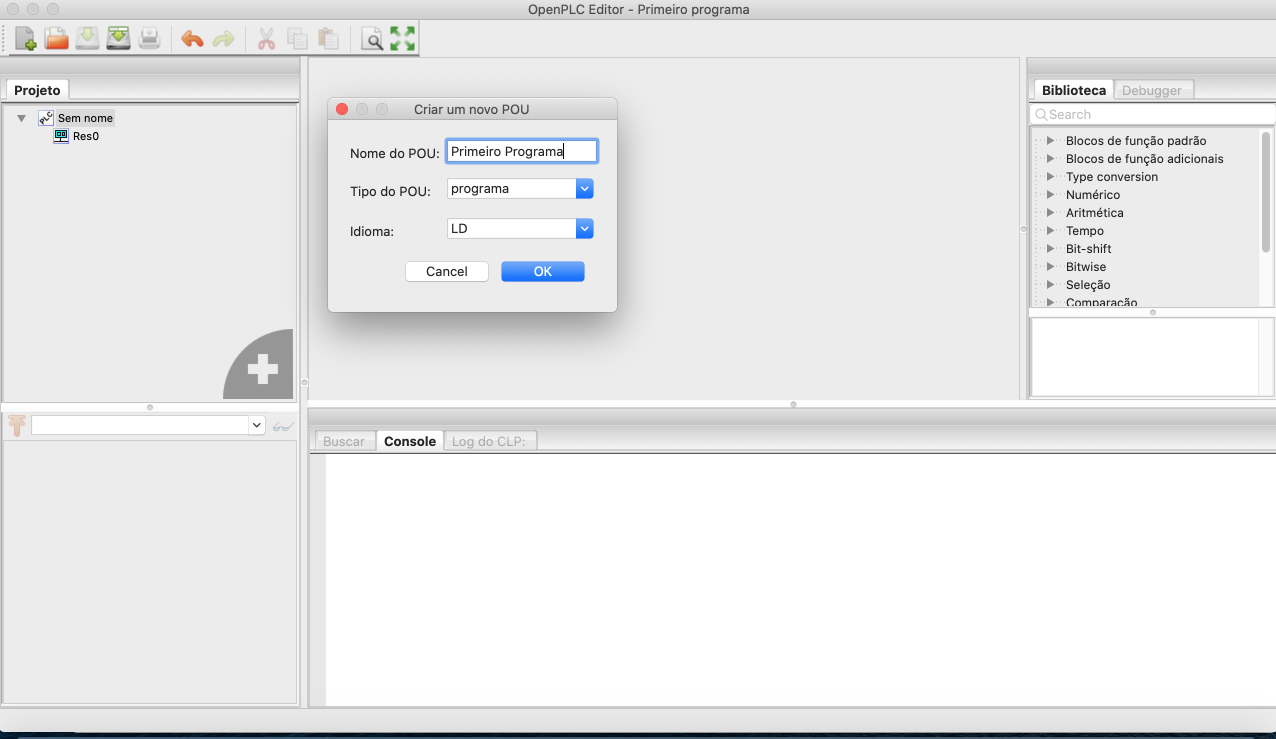 OpenPLC Editor - Primeiro programa
Projeto
Sem nome
Res0
Criar um novo POU
Nome do POU: Primeiro Programa
Tipo do POU: programa
Idioma: LD
Cancel OK
Biblioteca Debugger
Search
Blocos de função padrão
Blocos de função adicionais
Type conversion
Numérico
Aritmética
Tempo
Bit-shift
Bitwise
Seleção
Comparação
Buscar Console Log do CLP: